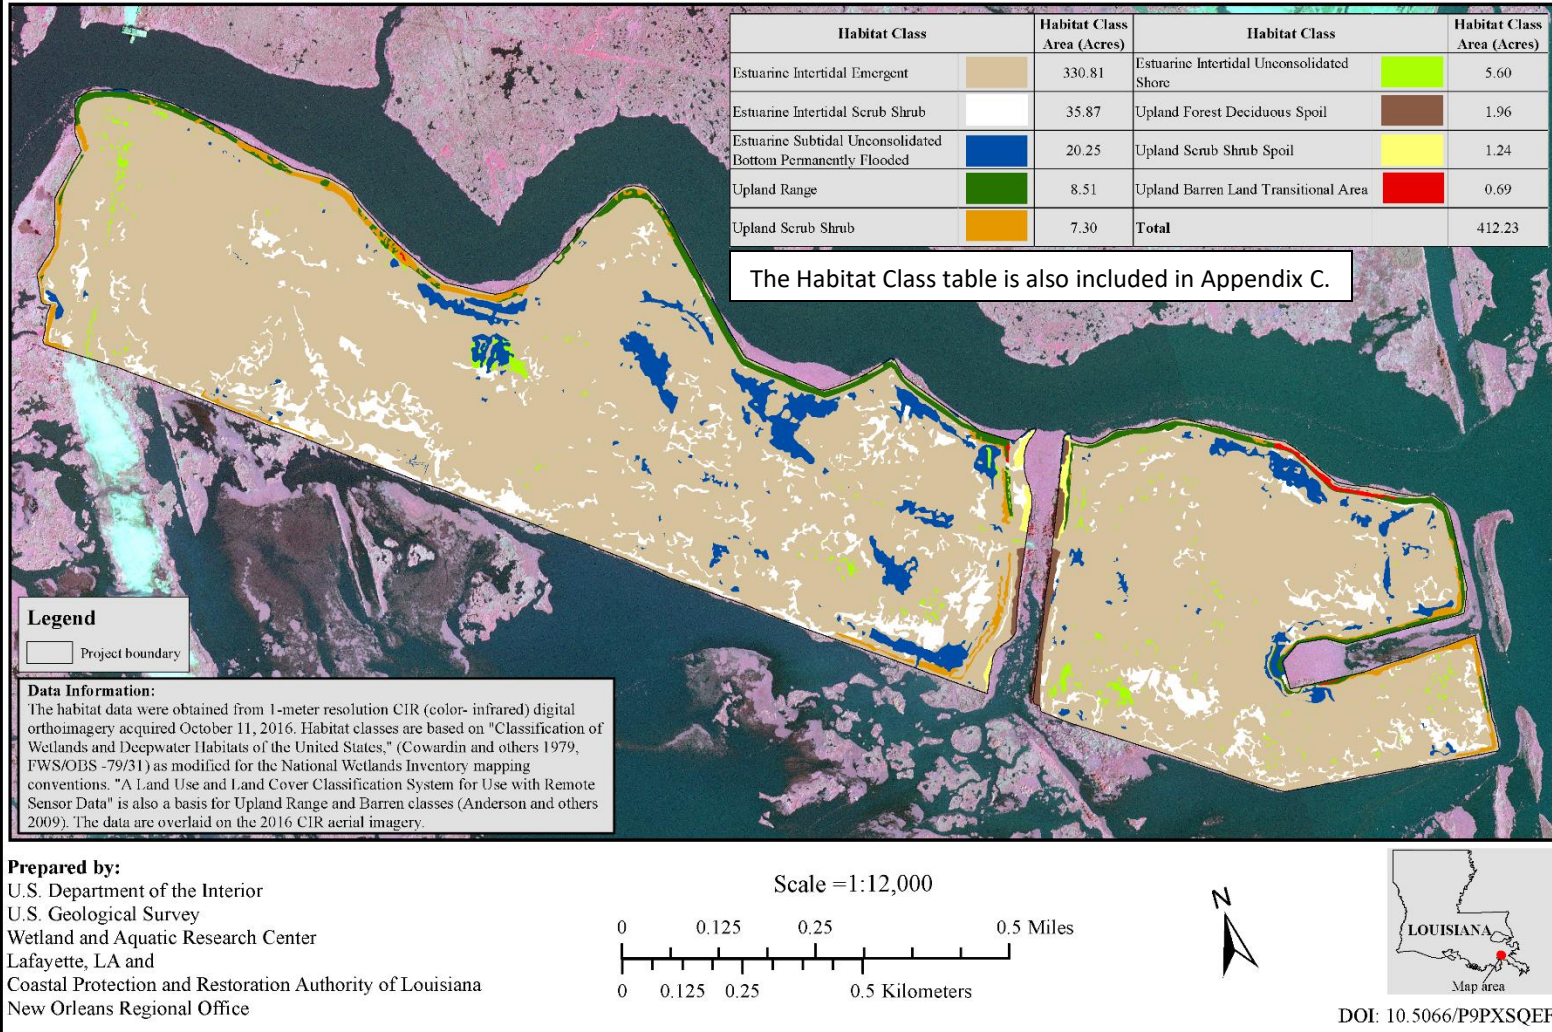 Habitat Class
Habitat Class Area (Acres)
Habitat Class
Habitat Class Area (Acres)
Estuarine Intertidal Emergent
330.81
Estuarine Intertidal Unconsolidated
Shore
5.60
Estuarine Intertidal Scrub Shrub
35.87
Upland Forest Deciduous Spoil
1.96
Estuarine Subtidal Unconsolidated
Bottom Permanently Flooded
20.25
Upland Scrub Shrub Spoil
1.24
Upland Range
8.51
Upland Barren Land Transitional Area
0.69
Upland Scrub Shrub
7.30
Total
412.23
The Habitat Class table is also included in Appendix C.
Legend
Project boundary
Data Information:
The habitat data were obtained from 1-meter resolution CIR (color- infrared) digital
orthoimagery acquired October 11, 2016. Habitat classes are based on "Classification of
Wetlands and Deepwater Habitats of the United States," (Cowardin and others 1979,
FWS/OBS -79/31) as modified for the National Wetlands Inventory mapping
conventions. "A Land Use and Land Cover Classification System for Use with Remote
Sensor Data" is also a basis for Upland Range and Barren classes (Anderson and others
2009). The data are overlaid on the 2016 CIR aerial imagery.
Prepared by:
U.S. Department of the Interior
U.S. Geological Survey
Wetland and Aquatic Research Center
Lafayette, LA and
Coastal Protection and Restoration Authority of Louisiana
New Orleans Regional Office
Scale =1:12,000
0 0.125 0.25 0.5 Miles
0 0.125 0.25 0.5 Kilometers
N
LOUISIANA
Map area
DOI: 10.5066/P9PXSQEF